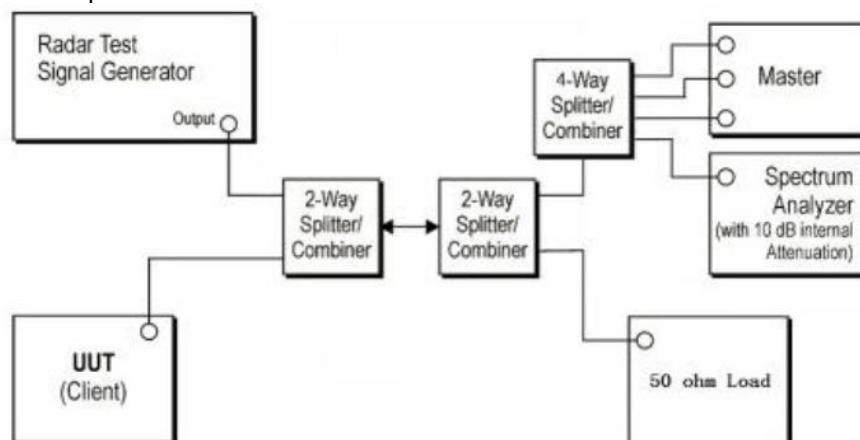 Radar Test
Signal Generator
Output
4-Way
Splitter/
Combiner
Master
2-Way
Splitter/
Combiner
2-Way
Splitter/
Combiner
Spectrum
Analyzer
(with 10 dB internal
Attenuation)
UUT
(Client)
50 ohm Load